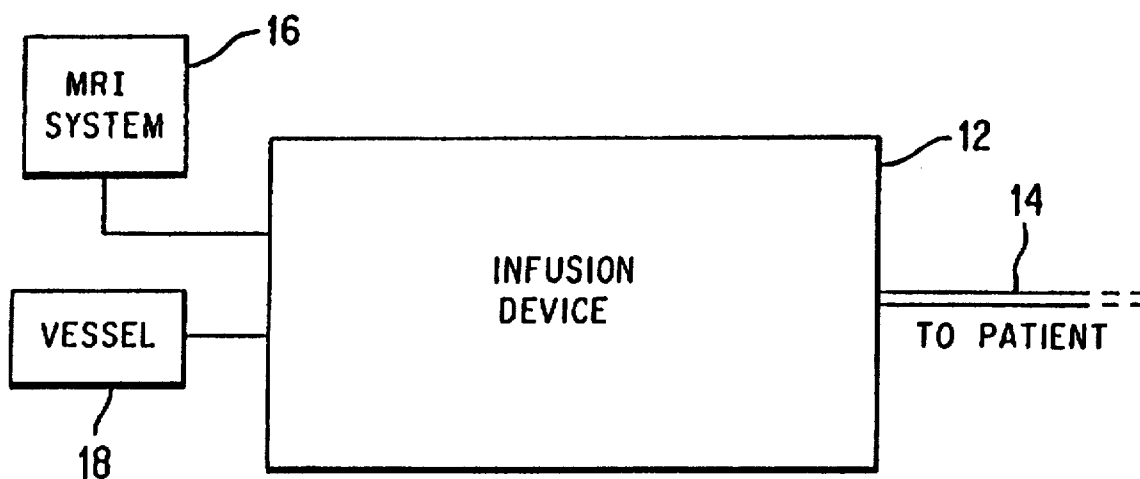 16
MRI
SYSTEM
12
14
INFUSION
DEVICE
VESSEL
TO PATIENT
18